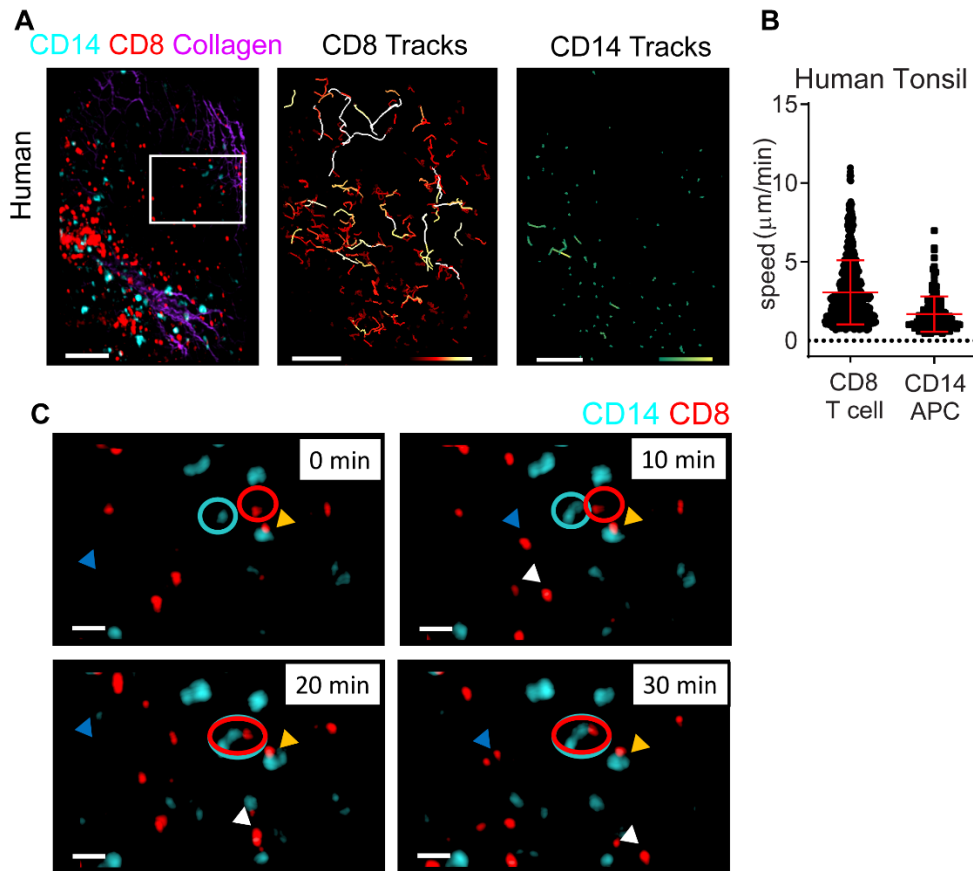 A
CD14 CD8 Collagen
CD8 Tracks
CD14 Tracks
Human
B
Human Tonsil
15
10
5
0
speed (μm/min)
CD8
T cell
CD14
APC
C
CD14 CD8
0 min
10 min
20 min
30 min